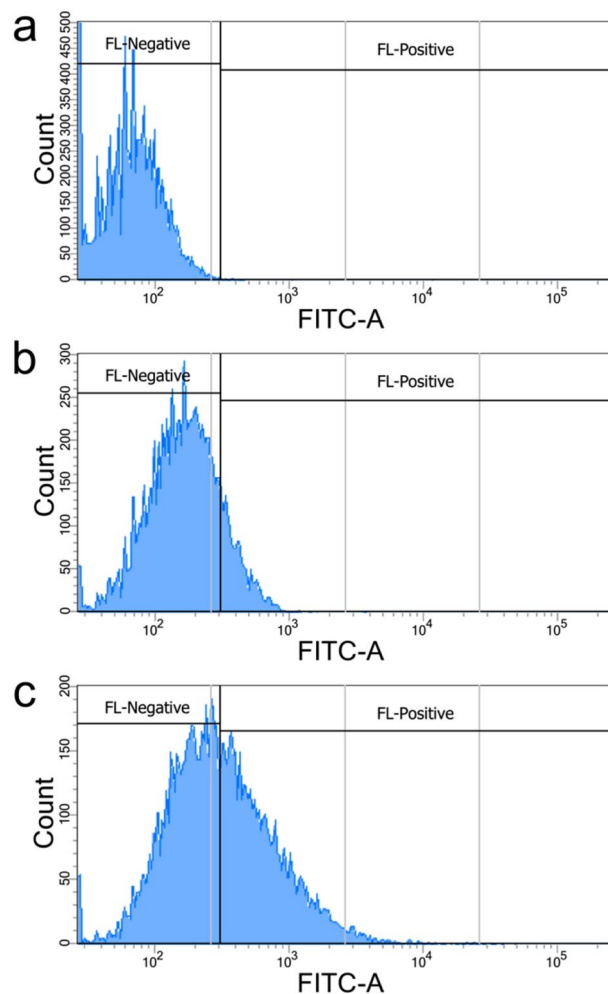 a
FL-Negative
FL-Positive
Count
0 50 100 150 200 250 300 350 400 450 500
10² 10³ 10⁴ 10⁵
FITC-A
b
FL-Negative
FL-Positive
Count
0 50 100 150 200 250 300
10² 10³ 10⁴ 10⁵
FITC-A
c
FL-Negative
FL-Positive
Count
0 50 100 150 200
10² 10³ 10⁴ 10⁵
FITC-A